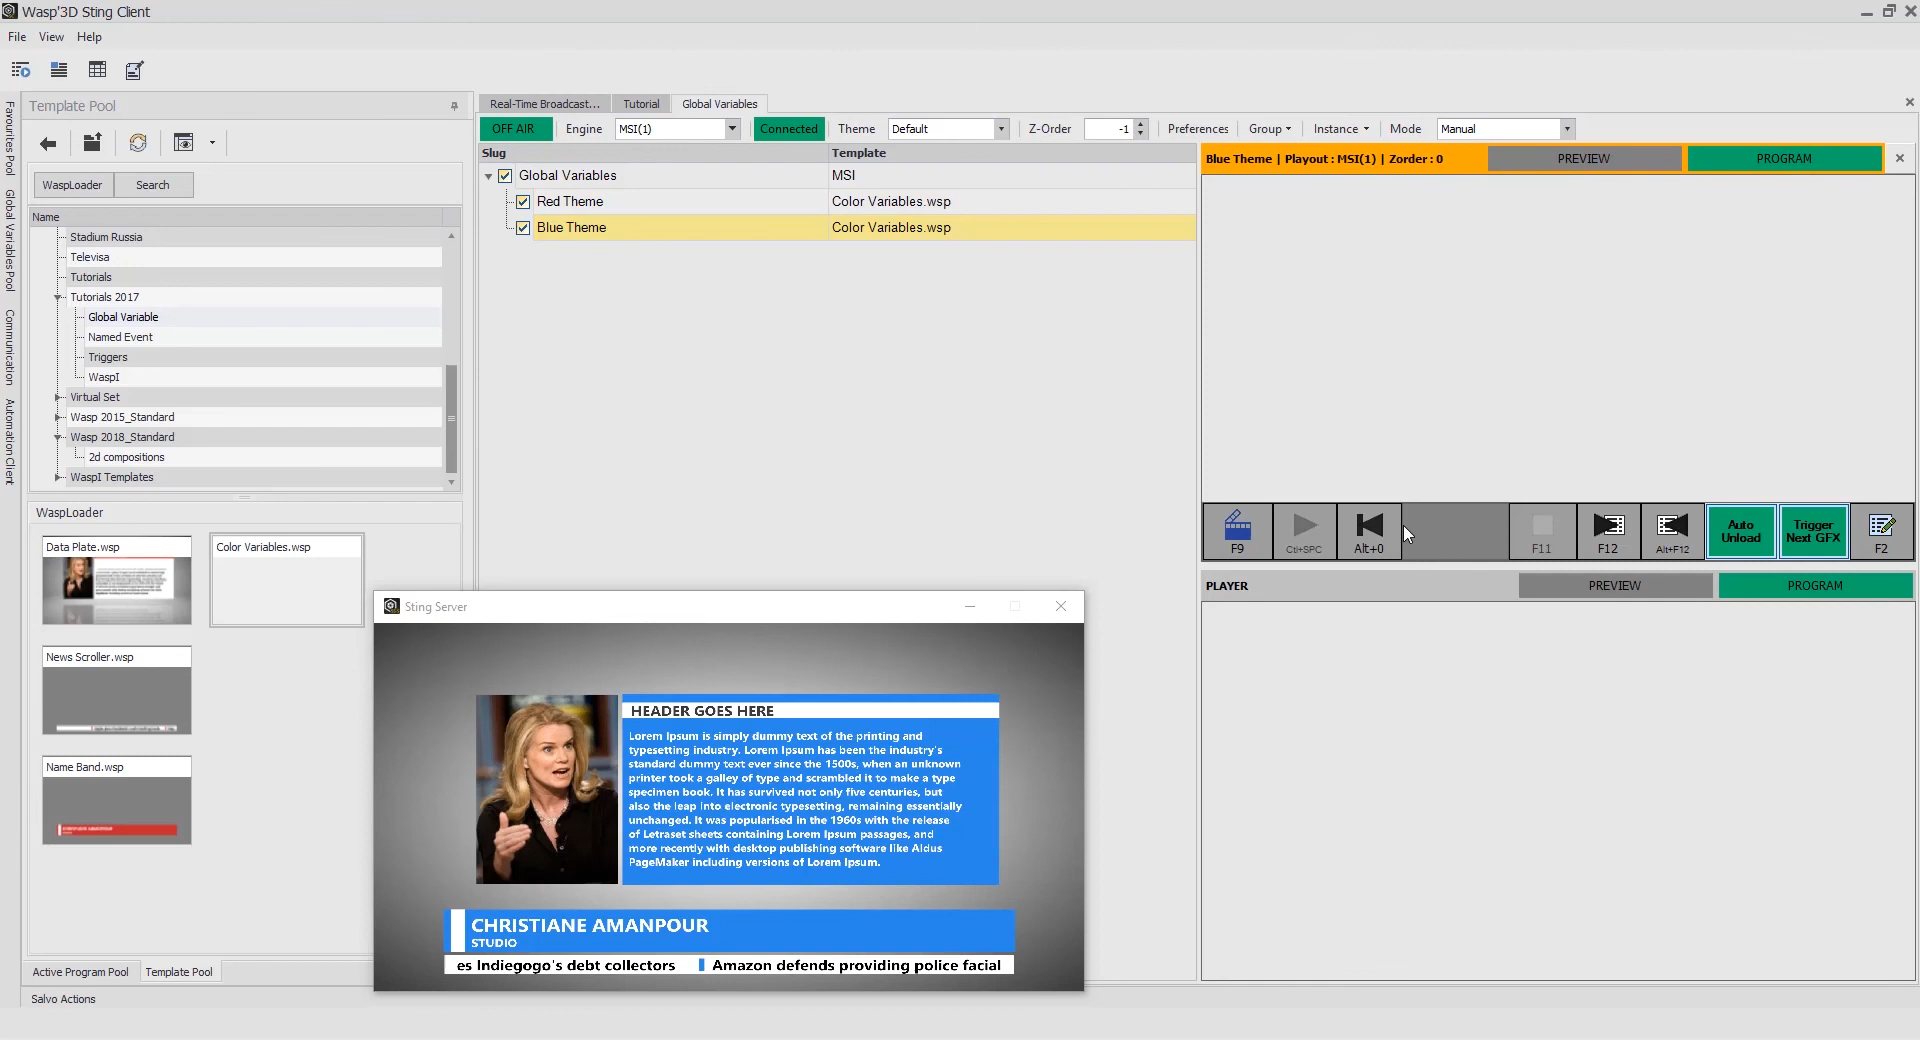 Wasp'3D Sting Client
File View Help
Favourites Pool
Global Variables Pool
Communication
Automation Client
Template Pool
WaspLoader Search
Name
Stadium Russia
Televisa
Tutorials
Tutorials 2017
Global Variable
Named Event
Triggers
WaspI
Virtual Set
Wasp 2015_Standard
Wasp 2018_Standard
2d compositions
WaspI Templates
WaspLoader
Data Plate.wsp
Color Variables.wsp
News Scroller.wsp
Name Band.wsp
Active Program Pool Template Pool
Salvo Actions
Real-Time Broadcast... Tutorial Global Variables
OFF AIR Engine MSI(1) Connected Theme Default Z-Order -1 Preferences Group Instance Mode Manual
Slug Template
Global Variables MSI
Red Theme Color Variables.wsp
Blue Theme Color Variables.wsp
Blue Theme | Playout : MSI(1) | Zorder : 0 PREVIEW PROGRAM
F9 Ctl+SPC Alt+0 F11 F12 Alt+F12 Auto Unload Trigger Next GFX F2
PLAYER PREVIEW PROGRAM
Sting Server
HEADER GOES HERE
Lorem Ipsum is simply dummy text of the printing and
typesetting industry. Lorem Ipsum has been the industry's
standard dummy text ever since the 1500s, when an unknown
printer took a galley of type and scrambled it to make a type
specimen book. It has survived not only five centuries, but
also the leap into electronic typesetting, remaining essentially
unchanged. It was popularised in the 1960s with the release
of Letraset sheets containing Lorem Ipsum passages, and
more recently with desktop publishing software like Aldus
PageMaker including versions of Lorem Ipsum.
CHRISTIANE AMANPOUR
STUDIO
es Indiegogo's debt collectors Amazon defends providing police facial